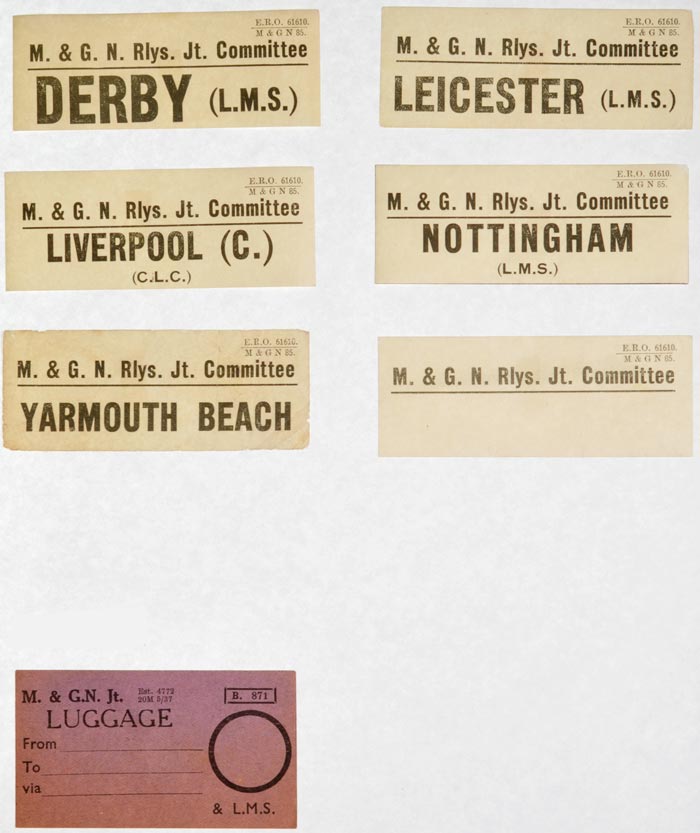 E.R.O. 61610.
M & G N 85.
M. & G. N. Rlys. Jt. Committee
DERBY (L.M.S.)
E.R.O. 61610.
M & G N 85.
M. & G. N. Rlys. Jt. Committee
LEICESTER (L.M.S.)
E.R.O. 61610.
M & G N 85.
M. & G. N. Rlys. Jt. Committee
LIVERPOOL (C.)
(C.L.C.)
E.R.O. 61610.
M & G N 85.
M. & G. N. Rlys. Jt. Committee
NOTTINGHAM
(L.M.S.)
E.R.O. 61610.
M & G N 85.
M. & G. N. Rlys. Jt. Committee
YARMOUTH BEACH
E.R.O. 61610.
M & G N 85.
M. & G. N. Rlys. Jt. Committee
M. & G.N. Jt. Est. 4772 B. 871
20M 5/37
LUGGAGE
From
To
via
& L.M.S.